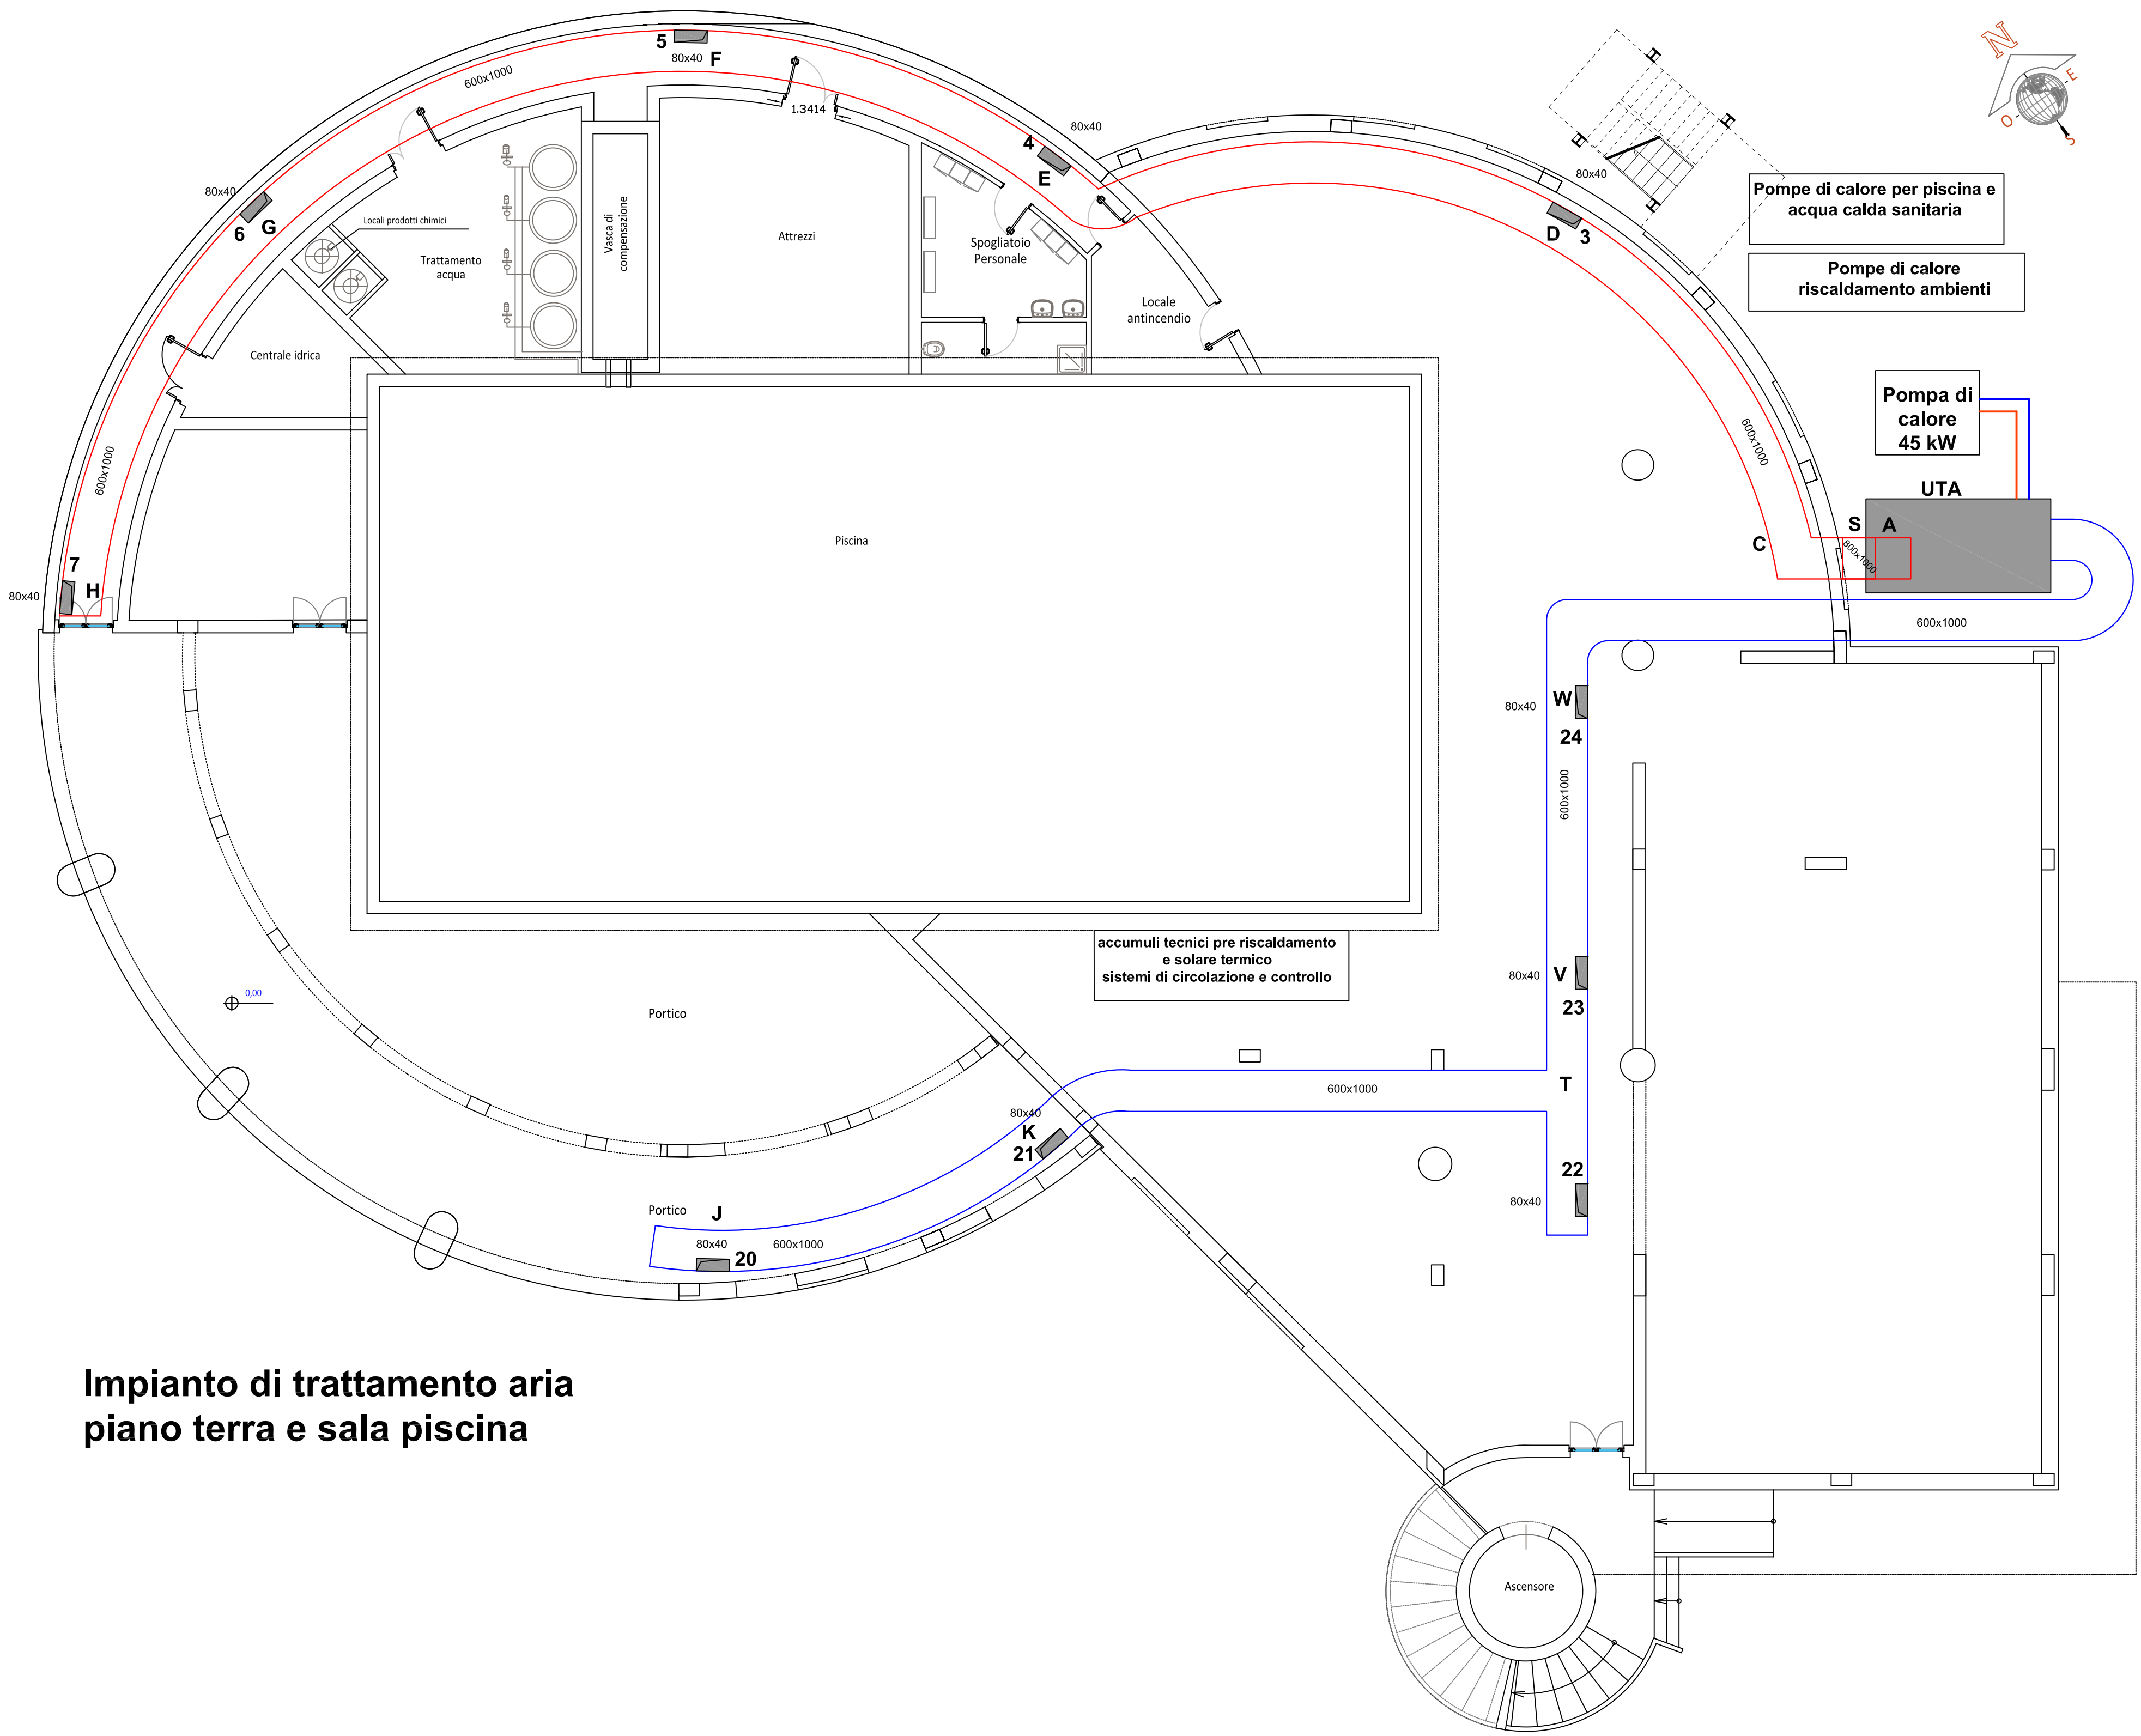 5
80x40
F
600x1000
1.3414
4
80x40
E
N
E
O
S
80x40
D
3
Pompe di calore per piscina e
acqua calda sanitaria
Pompe di calore
riscaldamento ambienti
80x40
6
G
Locali prodotti chimici
Trattamento
acqua
Vasca di
compensazione
Attrezzi
Spogliatoio
Personale
Locale
antincendio
Centrale idrica
600x1000
600x1000
Pompa di
calore
45 kW
UTA
S
A
C
800x1000
7
H
80x40
Piscina
600x1000
W
80x40
24
600x1000
accumuli tecnici pre riscaldamento
e solare termico
sistemi di circolazione e controllo
80x40
V
23
0,00
Portico
T
600x1000
80x40
K
21
22
80x40
Portico
J
80x40
600x1000
20
Impianto di trattamento aria
piano terra e sala piscina
Ascensore